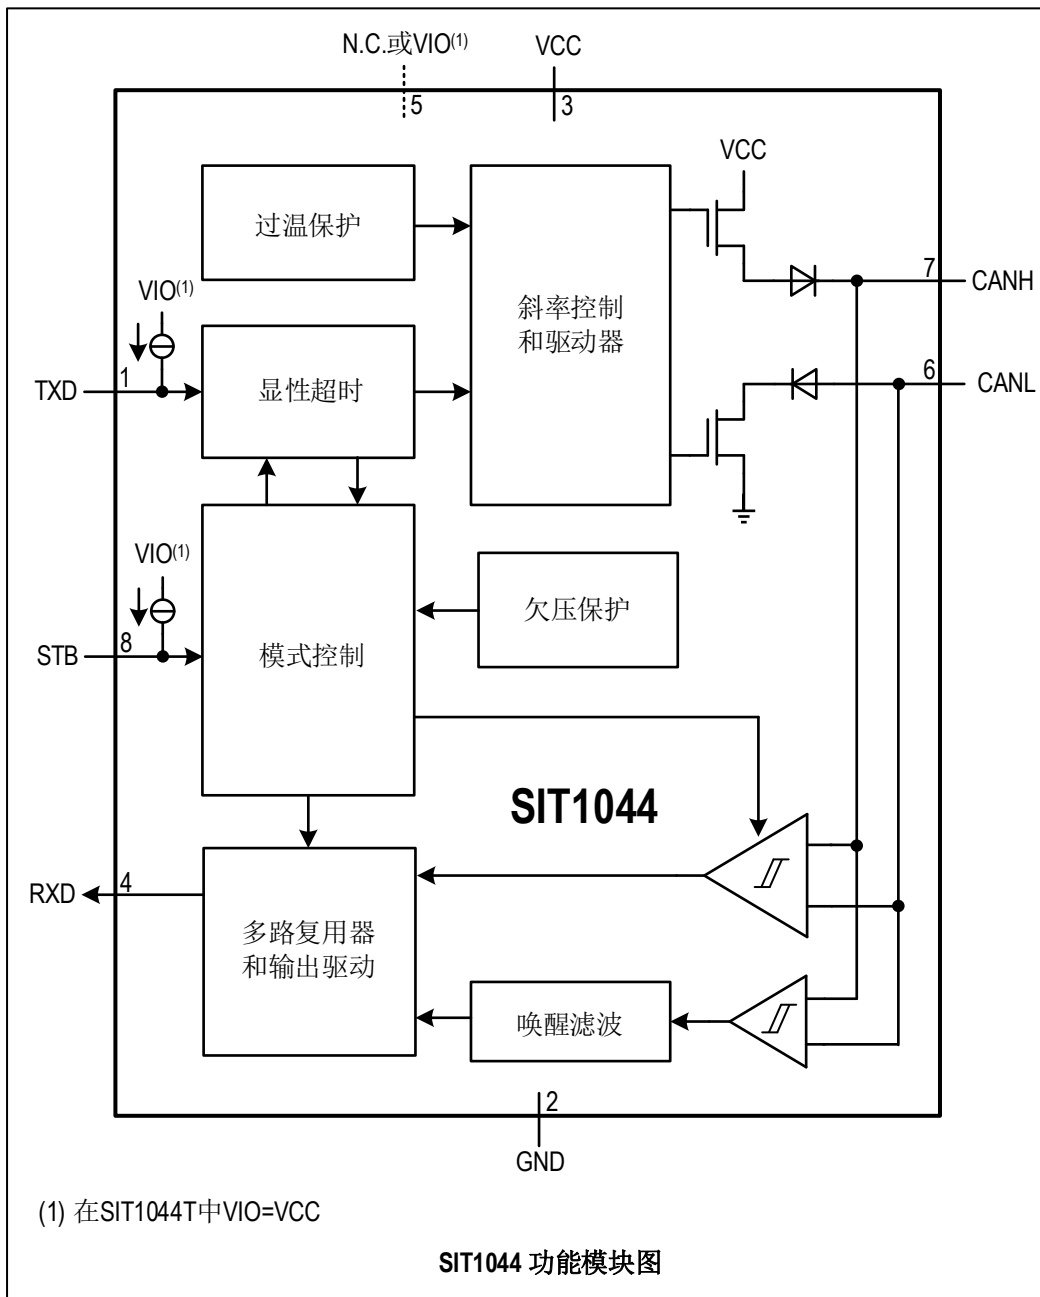 N.C.或VIO(1)
VCC
5
3
VCC
过温保护
7
CANH
VIO(1)
斜率控制
和驱动器
TXD
1
显性超时
6
CANL
VIO(1)
欠压保护
STB
8
模式控制
SIT1044
RXD
4
多路复用器
和输出驱动
唤醒滤波
2
GND
(1) 在SIT1044T中VIO=VCC
SIT1044 功能模块图